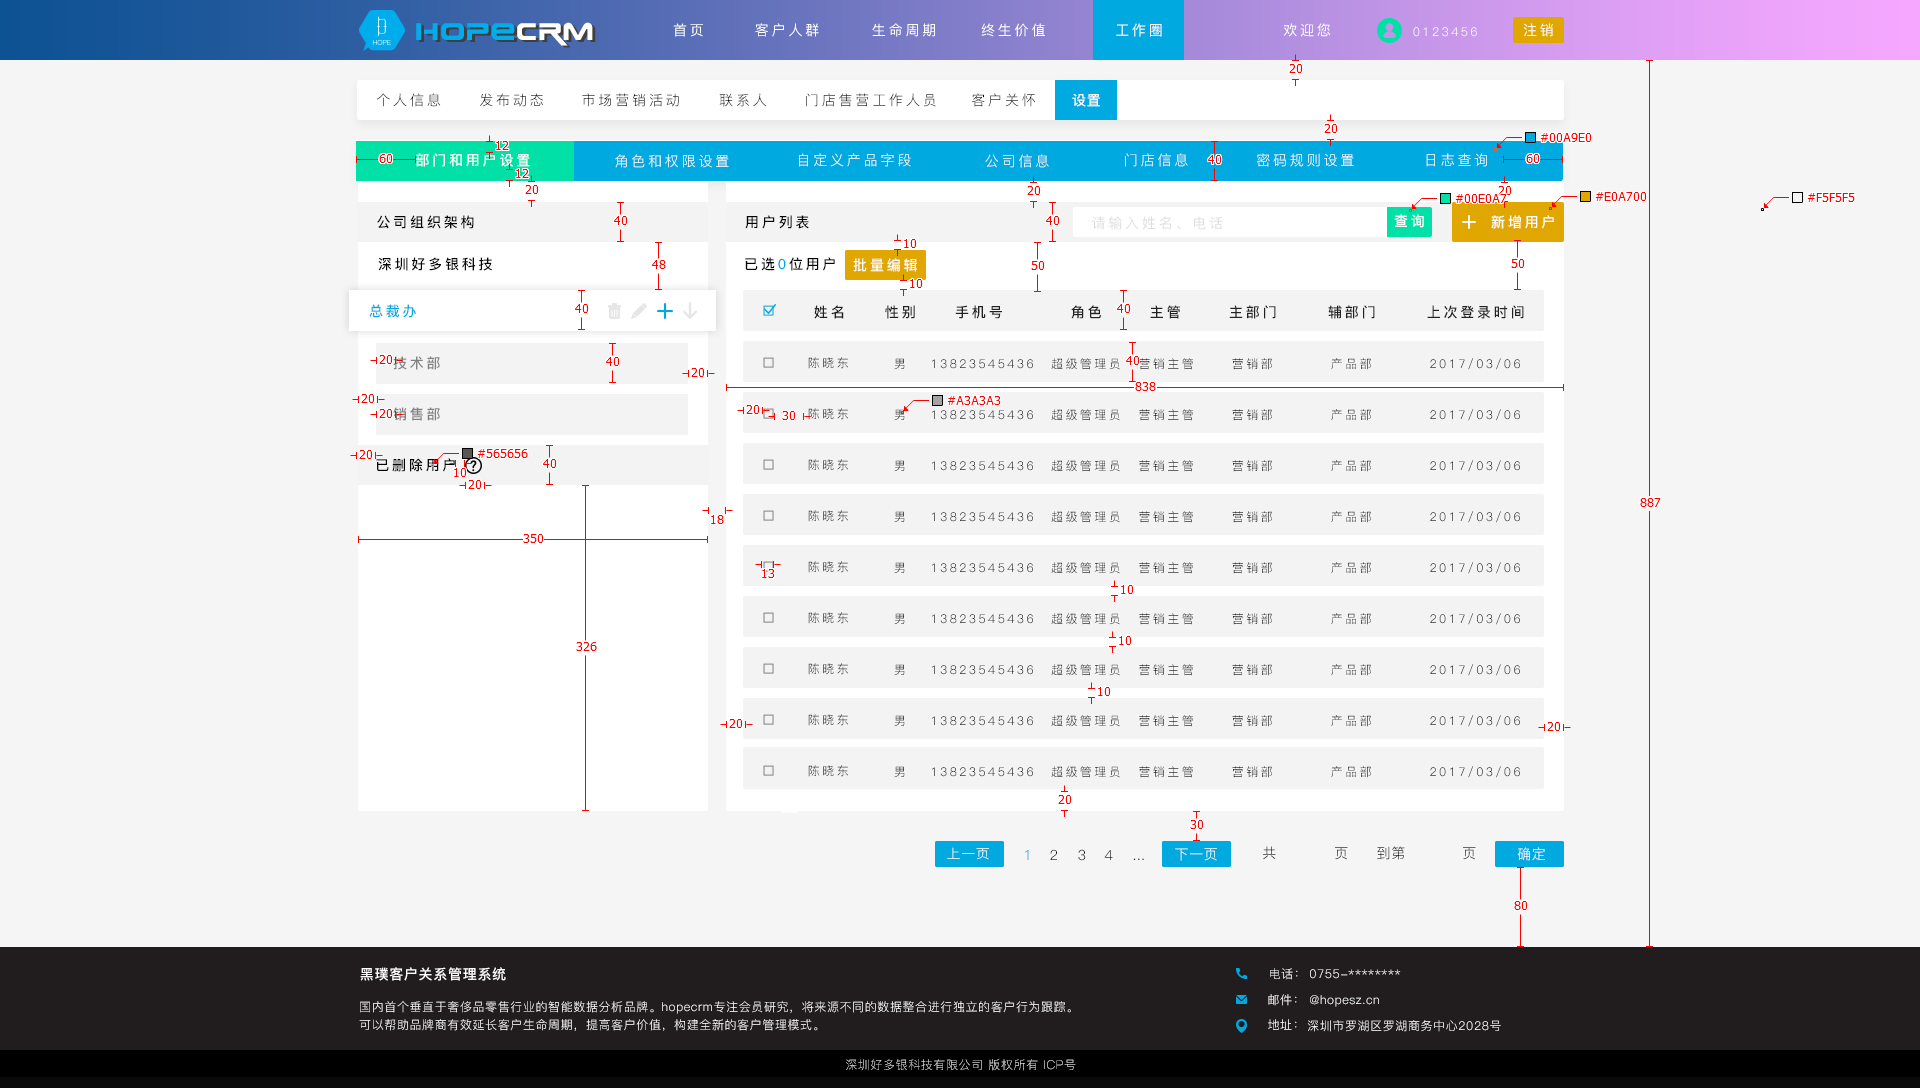 HOPE HOPECRM 首页 客户人群 生命周期 终生价值 工作圈 欢迎您 0123456 注销
20
个人信息 发布动态 市场营销活动 联系人 门店售营工作人员 客户关怀 设置
20
12 #00A9E0
60 部门和用户设置 角色和权限设置 自定义产品字段 公司信息 门店信息 40 密码规则设置 日志查询 60
12
20 20 20
#00E0A7 #E0A700 #F5F5F5
公司组织架构 40 用户列表 40 请输入姓名、电话 查询 + 新增用户
10
深圳好多银科技 48 已选0位用户 批量编辑 50 50
10
总裁办 40 姓名 性别 手机号 角色 40 主管 主部门 辅部门 上次登录时间
20 技术部 40 20 陈晓东 男 13823545436 超级管理员 40 营销主管 营销部 产品部 2017/03/06
838
20 #A3A3A3
20 销售部 20 30 陈晓东 男 13823545436 超级管理员 营销主管 营销部 产品部 2017/03/06
#565656
20 已删除用户 ? 10 40 陈晓东 男 13823545436 超级管理员 营销主管 营销部 产品部 2017/03/06
20
887
18 陈晓东 男 13823545436 超级管理员 营销主管 营销部 产品部 2017/03/06
350
13 陈晓东 男 13823545436 超级管理员 营销主管 营销部 产品部 2017/03/06
10
陈晓东 男 13823545436 超级管理员 营销主管 营销部 产品部 2017/03/06
326 10
陈晓东 男 13823545436 超级管理员 营销主管 营销部 产品部 2017/03/06
10
20 陈晓东 男 13823545436 超级管理员 营销主管 营销部 产品部 2017/03/06 20
陈晓东 男 13823545436 超级管理员 营销主管 营销部 产品部 2017/03/06
20
30
上一页 1 2 3 4 ... 下一页 共 页 到第 页 确定
80
黑璞客户关系管理系统
国内首个垂直于奢侈品零售行业的智能数据分析品牌。hopecrm专注会员研究，将来源不同的数据整合进行独立的客户行为跟踪。
可以帮助品牌商有效延长客户生命周期，提高客户价值，构建全新的客户管理模式。
电话： 0755-********
邮件： @hopesz.cn
地址： 深圳市罗湖区罗湖商务中心2028号
深圳好多银科技有限公司 版权所有 ICP号